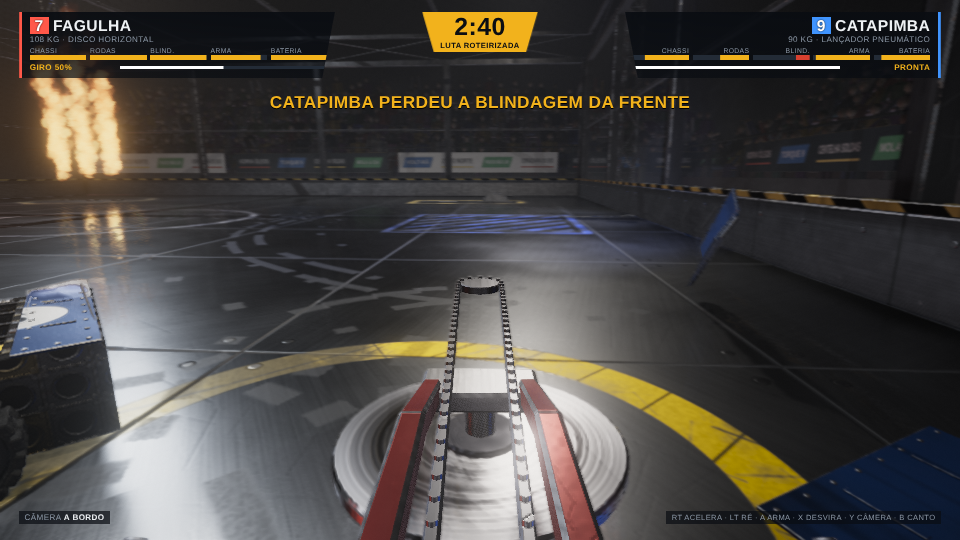 7 FAGULHA
108 KG · DISCO HORIZONTAL
CHASSI RODAS BLIND. ARMA BATERIA
GIRO 50%
2:40
LUTA ROTEIRIZADA
9 CATAPIMBA
90 KG · LANÇADOR PNEUMÁTICO
CHASSI RODAS BLIND. ARMA BATERIA
PRONTA
CATAPIMBA PERDEU A BLINDAGEM DA FRENTE
CÂMERA A BORDO
RT ACELERA · LT RÉ · A ARMA · X DESVIRA · Y CÂMERA · B CANTO